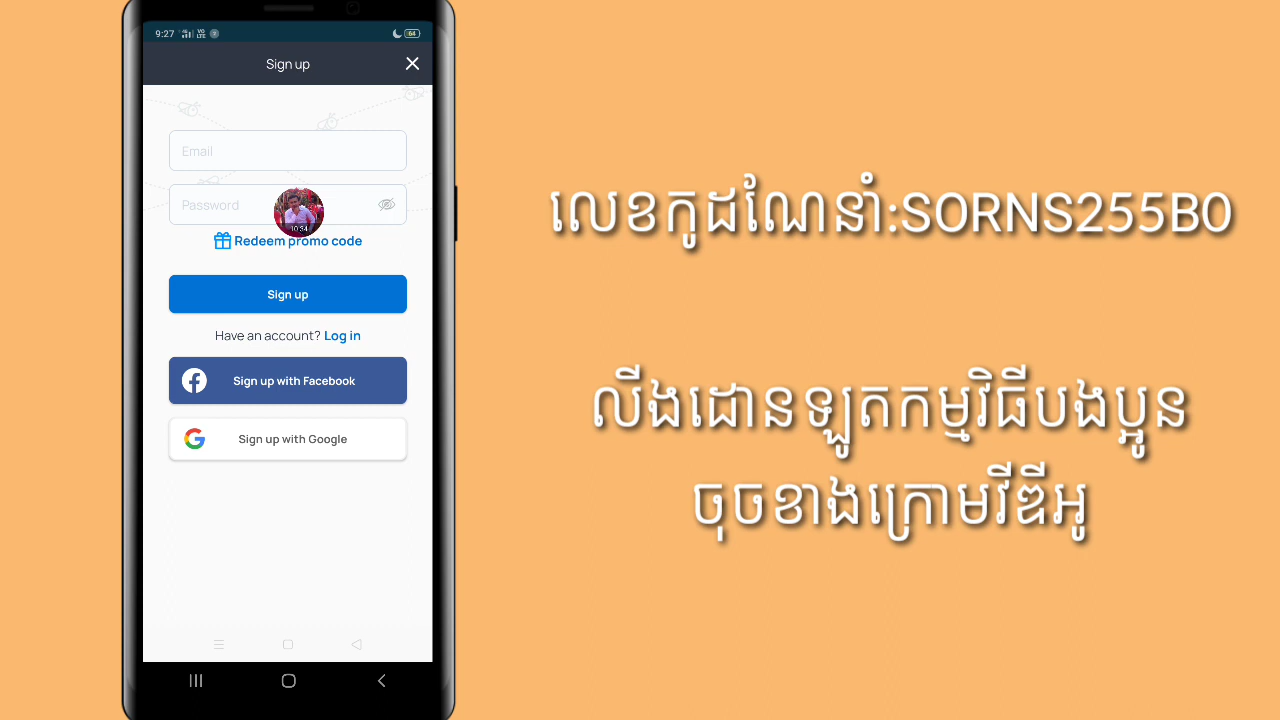 9:27
64
Sign up
Email
Password
10:34
Redeem promo code
Sign up
Have an account? Log in
Sign up with Facebook
Sign up with Google
លេខកូដណែនាំ:SORNS255B0
លីងដោនឡូតកម្មវិធីបងប្អូន
ចុចខាងក្រោមវីឌីអូ